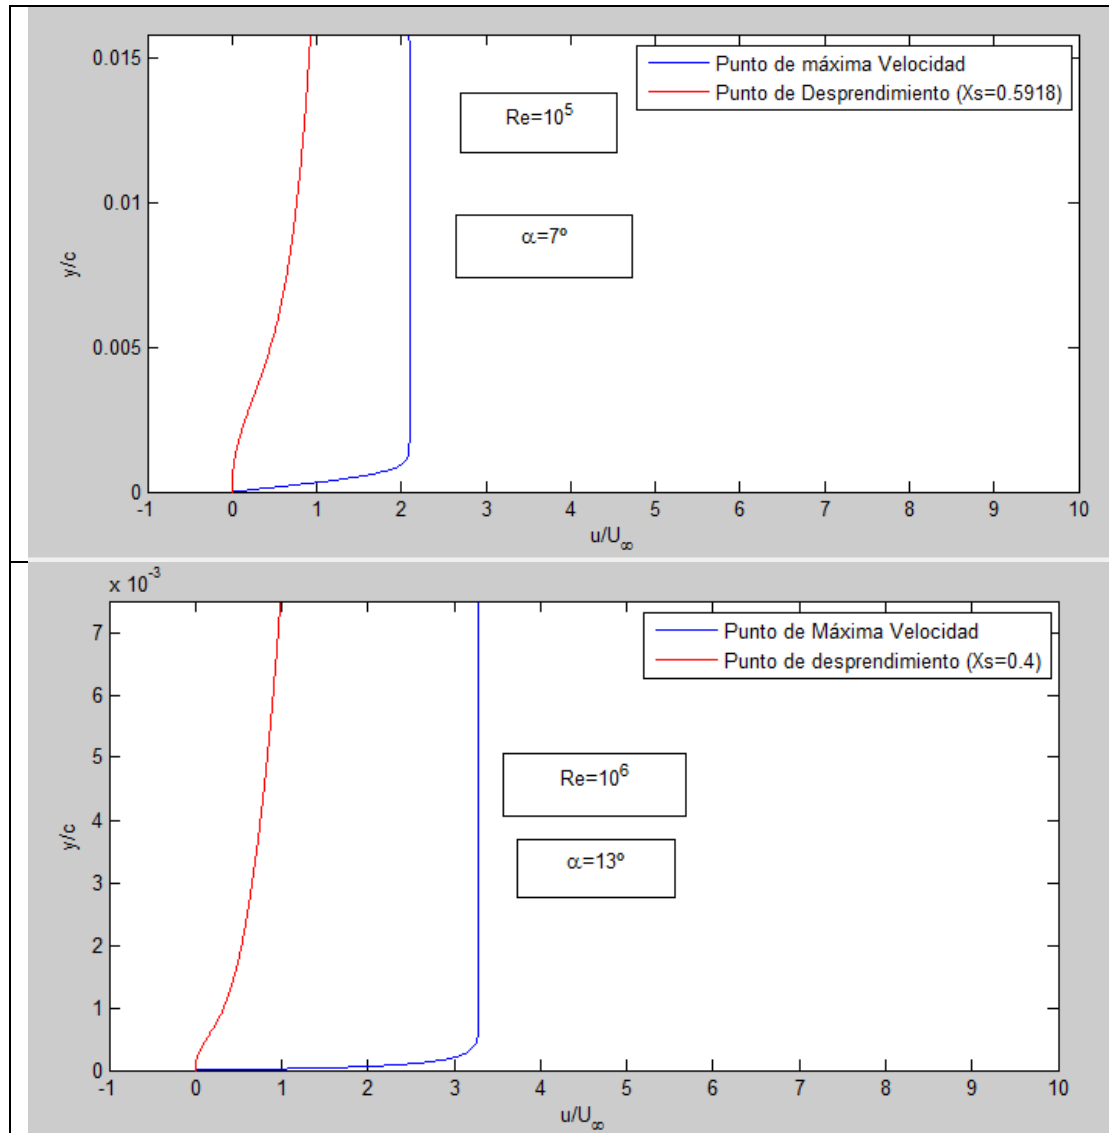 0.015
0.01
0.005
0
y/c
-1 0 1 2 3 4 5 6 7 8 9 10
u/U∞
Punto de máxima Velocidad
Punto de Desprendimiento (Xs=0.5918)
Re=10^5
α=7º
x 10^-3
7
6
5
4
3
2
1
0
y/c
-1 0 1 2 3 4 5 6 7 8 9 10
u/U∞
Punto de Máxima Velocidad
Punto de desprendimiento (Xs=0.4)
Re=10^6
α=13º